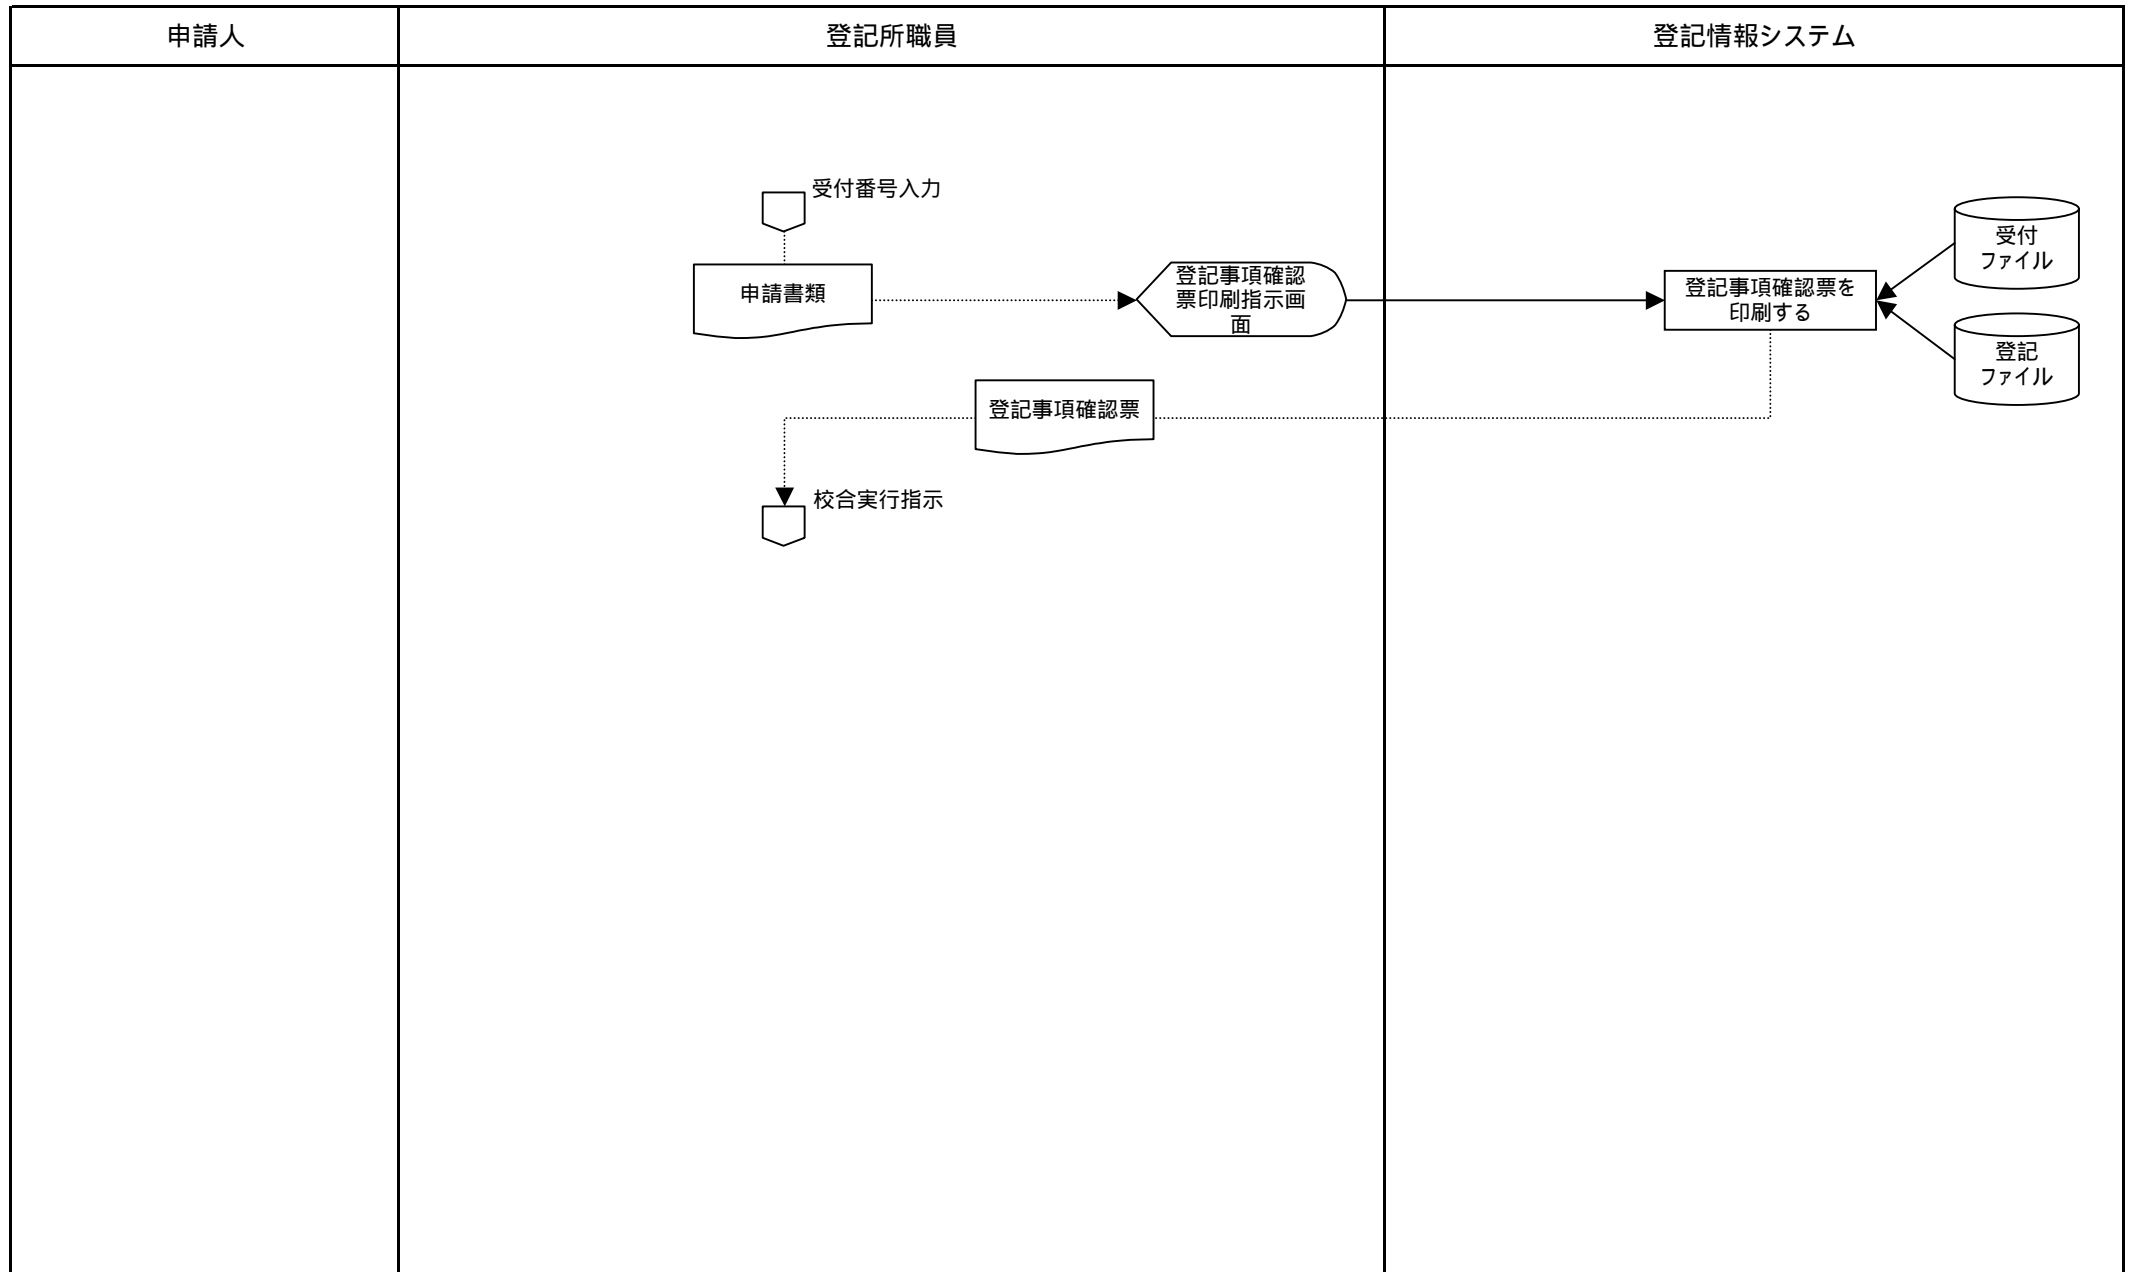 申請人
登記所職員
登記情報システム
受付番号入力
申請書類
登記事項確認
票印刷指示画
面
登記事項確認票を
印刷する
受付
ファイル
登記
ファイル
登記事項確認票
校合実行指示